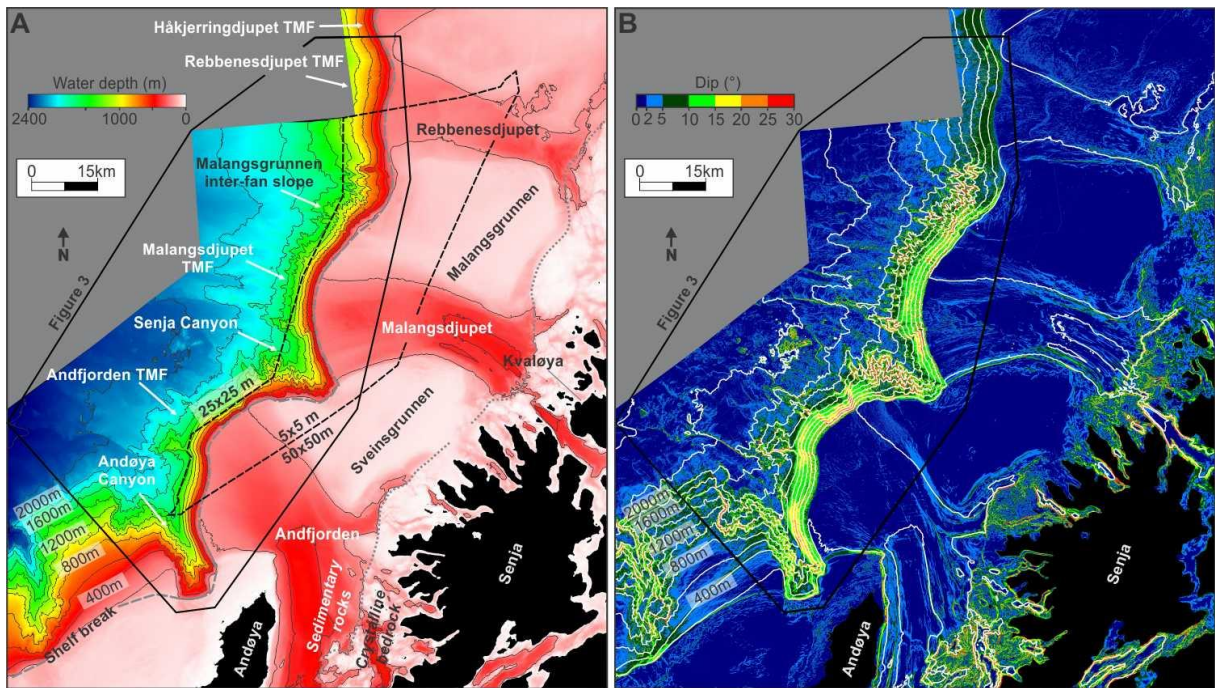 A
Håkjerringdjupet TMF
Rebbenesdjupet TMF
Water depth (m)
2400 1000 0
0 15km
N
Figure 3
Rebbenesdjupet
Malangsgrunnen
inter-fan slope
Malangsgrunnen
Malangsdjupet
TMF
Senja Canyon
Malangsdjupet
Kvaløya
Andfjorden TMF
25x25 m
5x5 m
50x50m
Sveinsgrunnen
Andøya
Canyon
2000m
1600m
1200m
800m
400m
Andfjorden
Shelf break
Sedimentary
rocks
Crystalline
bedrock
Senja
Andøya
B
Dip (°)
0 2 5 10 15 20 25 30
0 15km
N
Figure 3
2000m
1600m
1200m
800m
400m
Senja
Andøya